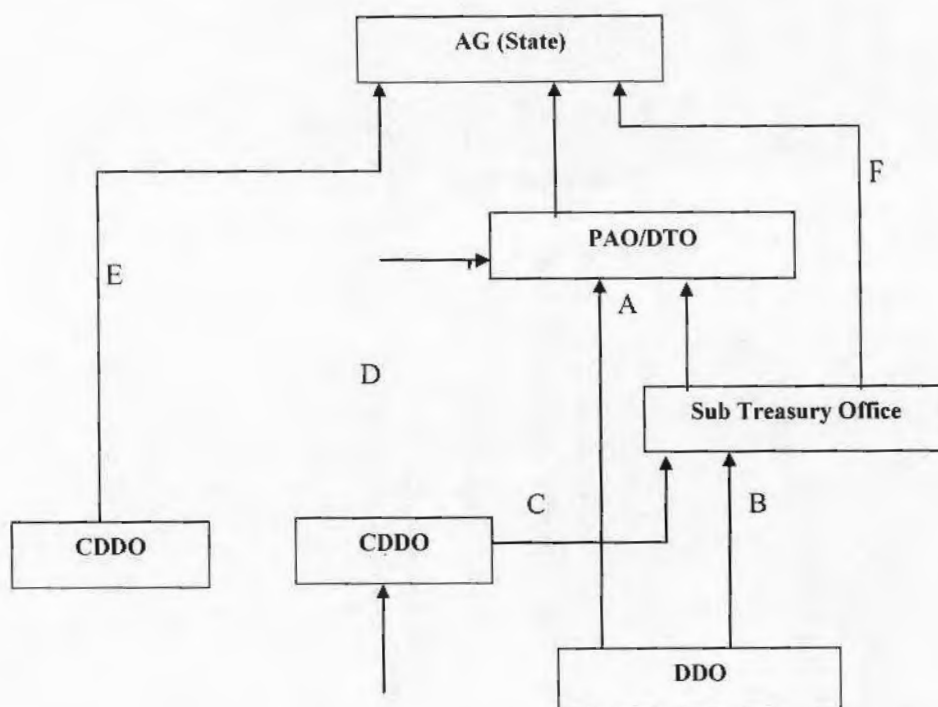 AG (State)
F
PAO/DTO
E
A
D
Sub Treasury Office
C
B
CDDO
CDDO
DDO